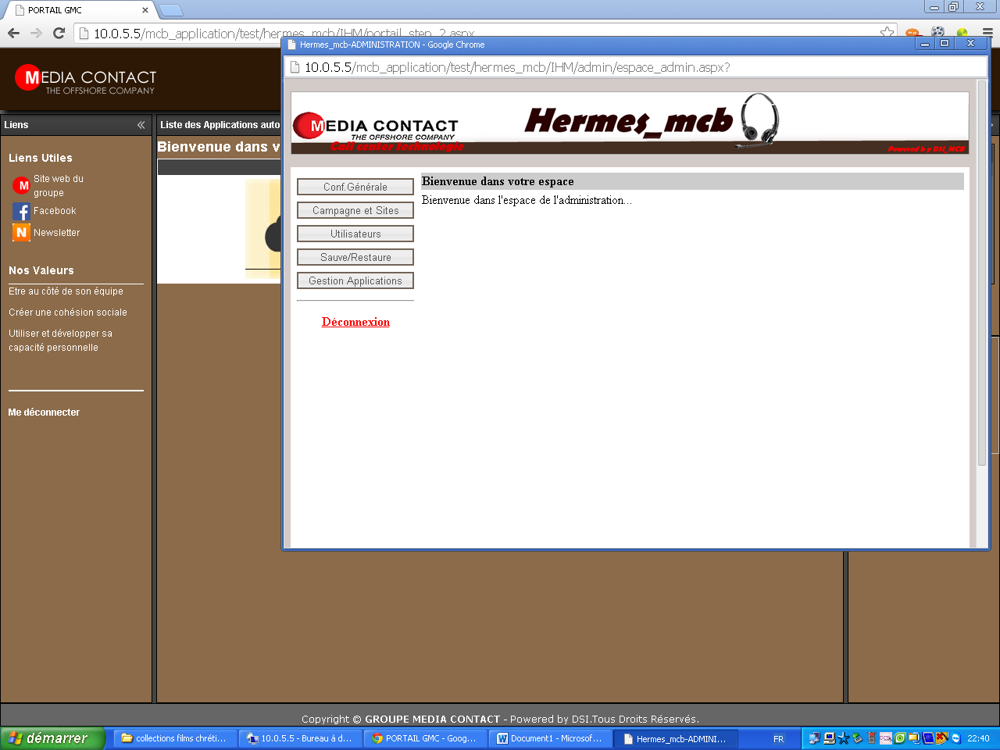 PORTAIL GMC
10.0.5.5/mcb_application/test/hermes_mcb/IHM/portail_step_2.aspx
Hermes_mcb-ADMINISTRATION - Google Chrome
10.0.5.5/mcb_application/test/hermes_mcb/IHM/admin/espace_admin.aspx?
MEDIA CONTACT
THE OFFSHORE COMPANY
MEDIA CONTACT
THE OFFSHORE COMPANY
Call center technologie
Hermes_mcb
Powered by DSI_MCB
Liens
Liste des Applications auto
Bienvenue dans v
Liens Utiles
Site web du
groupe
Facebook
Newsletter
Nos Valeurs
Etre au côté de son équipe
Créer une cohésion sociale
Utiliser et développer sa
capacité personnelle
Me déconnecter
Conf.Générale
Campagne et Sites
Utilisateurs
Sauve/Restaure
Gestion Applications
Déconnexion
Bienvenue dans votre espace
Bienvenue dans l'espace de l'administration...
Copyright © GROUPE MEDIA CONTACT - Powered by DSI.Tous Droits Réservés.
démarrer
collections films chréti...
10.0.5.5 - Bureau à d...
PORTAIL GMC - Goog...
Document1 - Microsof...
Hermes_mcb-ADMINI...
FR
22:40